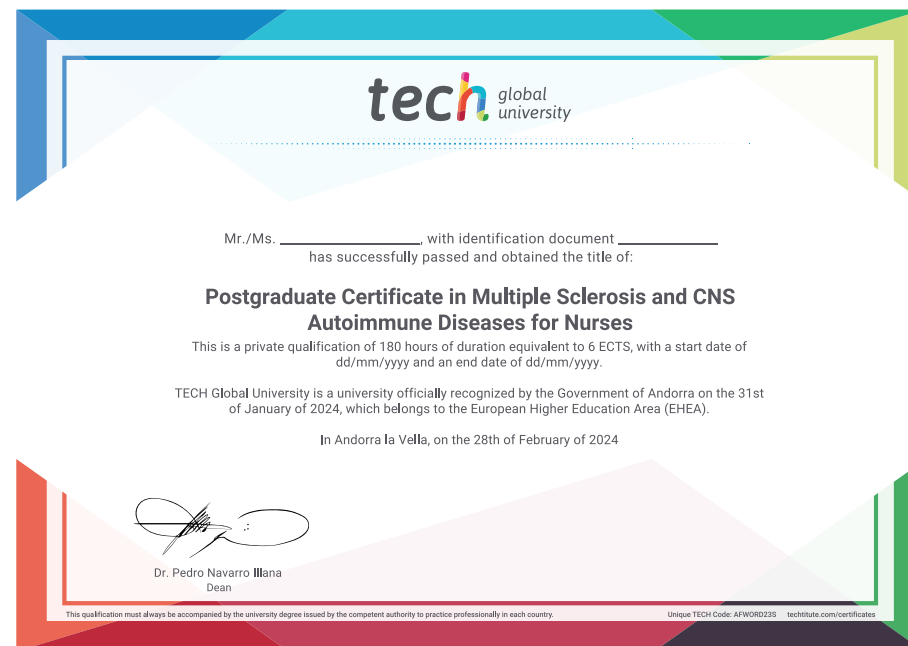 tech global university
Mr./Ms. ____________, with identification document ____________
has successfully passed and obtained the title of:
Postgraduate Certificate in Multiple Sclerosis and CNS
Autoimmune Diseases for Nurses
This is a private qualification of 180 hours of duration equivalent to 6 ECTS, with a start date of
dd/mm/yyyy and an end date of dd/mm/yyyy.
TECH Global University is a university officially recognized by the Government of Andorra on the 31st
of January of 2024, which belongs to the European Higher Education Area (EHEA).
In Andorra la Vella, on the 28th of February of 2024
Dr. Pedro Navarro Illana
Dean
This qualification must always be accompanied by the university degree issued by the competent authority to practice professionally in each country.
Unique TECH Code: AFWORD23S techtitute.com/certificates